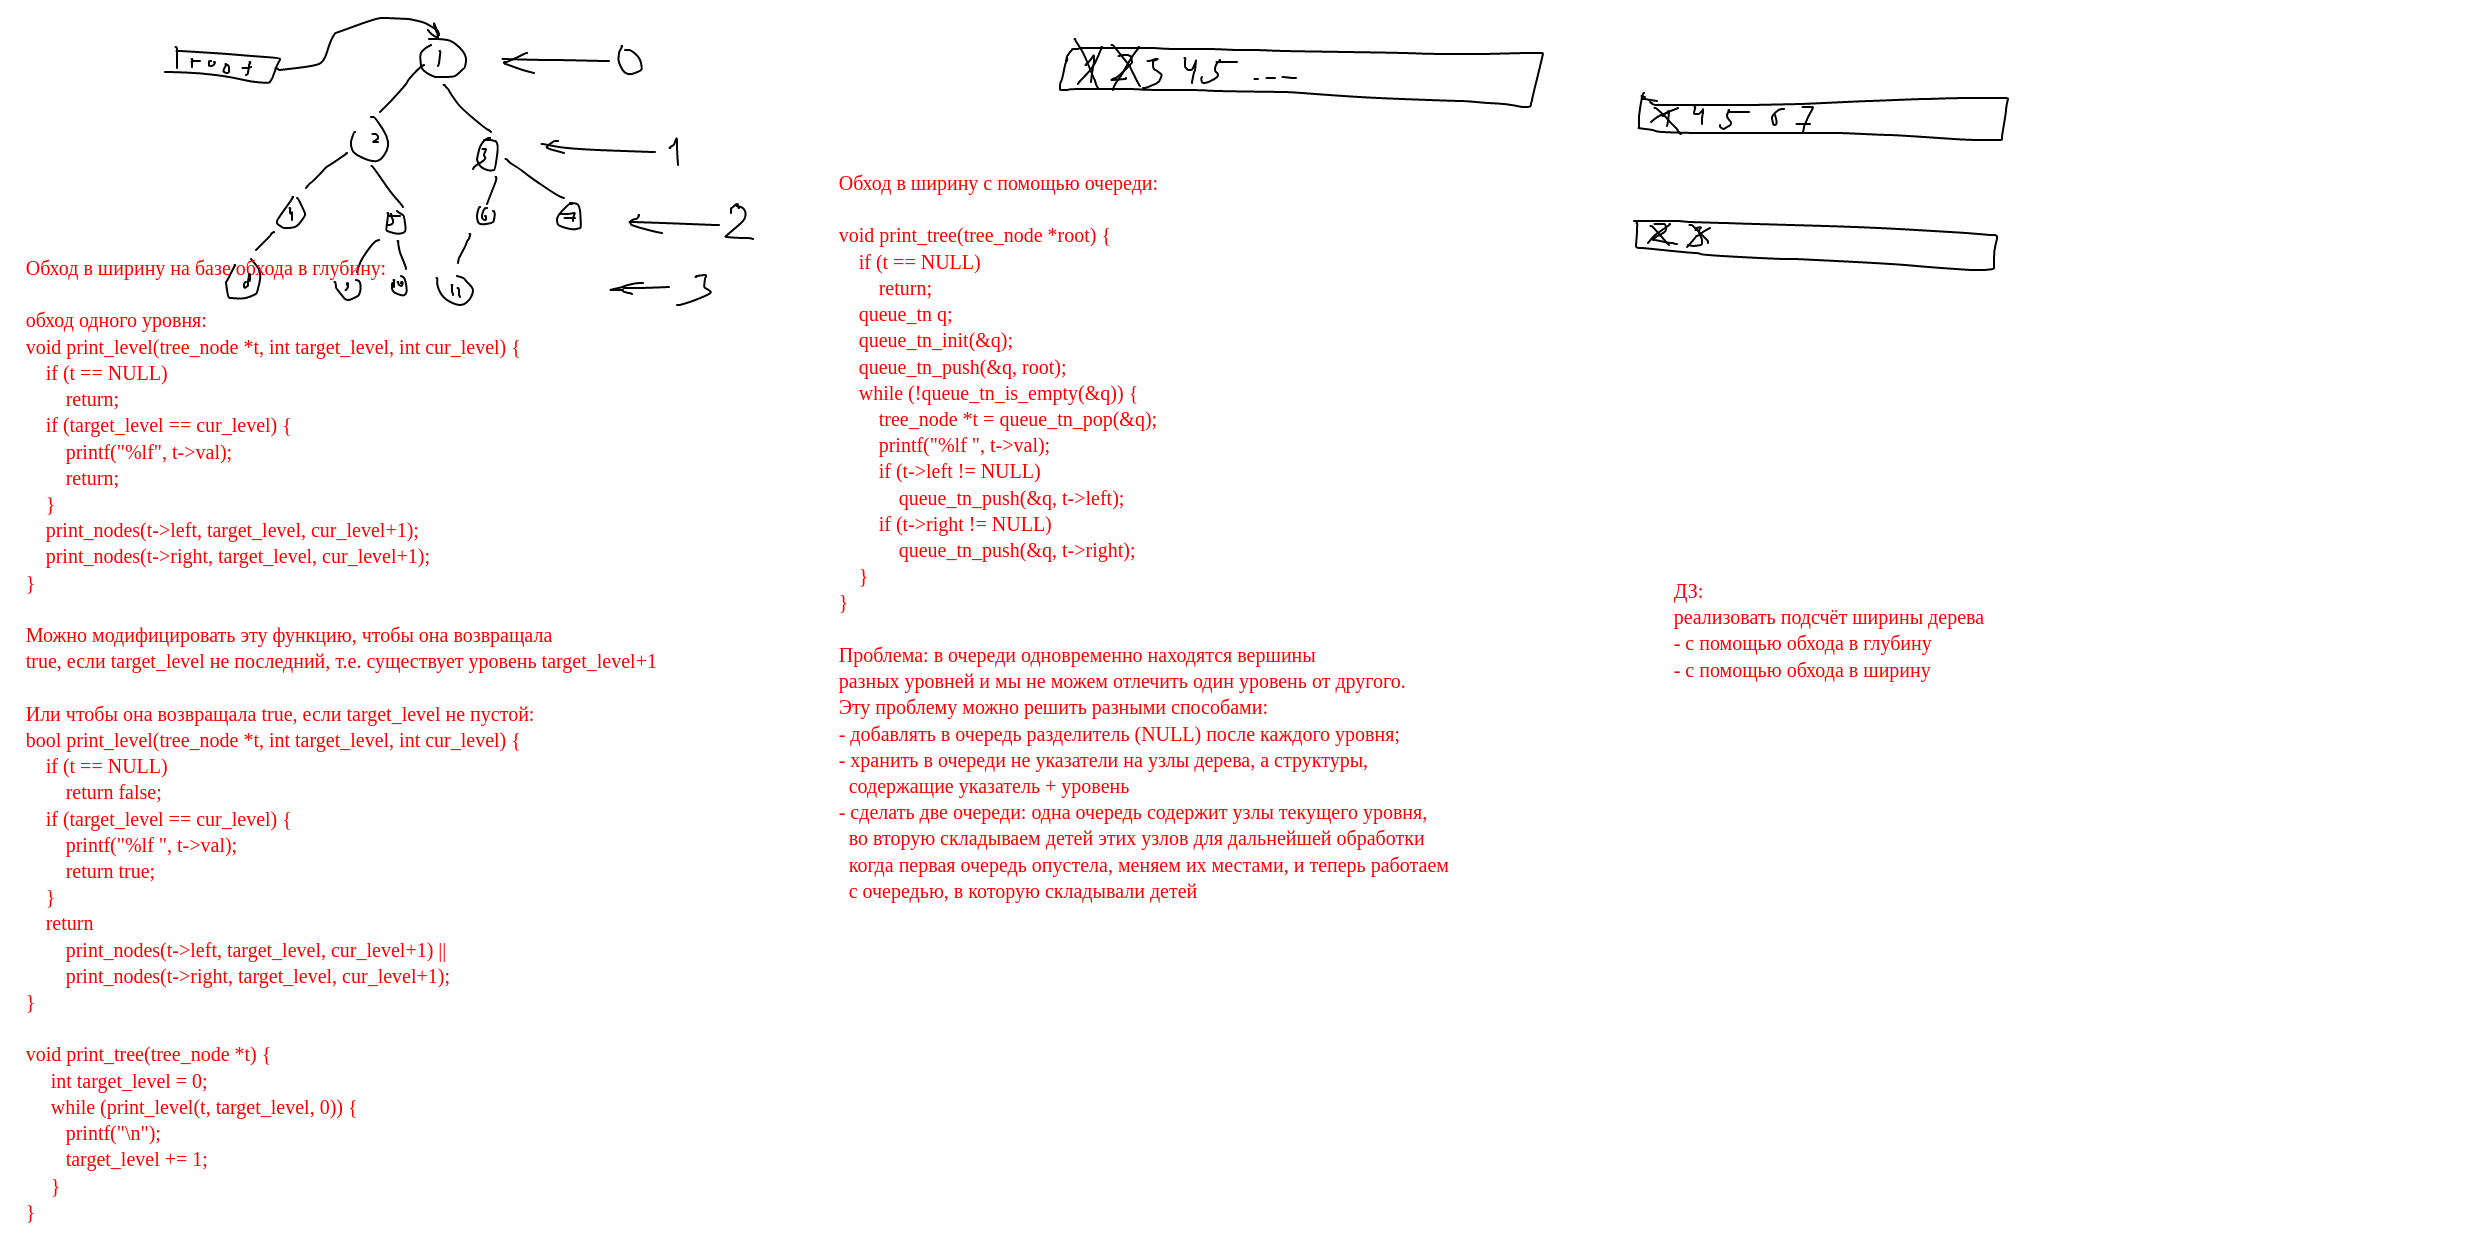 root
1
0
2
3
1
4
5
6
7
2
8
9
10
11
3
Обход в ширину на базе обхода в глубину:
обход одного уровня:
void print_level(tree_node *t, int target_level, int cur_level) {
if (t == NULL)
return;
if (target_level == cur_level) {
printf("%lf", t->val);
return;
}
print_nodes(t->left, target_level, cur_level+1);
print_nodes(t->right, target_level, cur_level+1);
}
Можно модифицировать эту функцию, чтобы она возвращала
true, если target_level не последний, т.е. существует уровень target_level+1
Или чтобы она возвращала true, если target_level не пустой:
bool print_level(tree_node *t, int target_level, int cur_level) {
if (t == NULL)
return false;
if (target_level == cur_level) {
printf("%lf ", t->val);
return true;
}
return
print_nodes(t->left, target_level, cur_level+1) ||
print_nodes(t->right, target_level, cur_level+1);
}
void print_tree(tree_node *t) {
int target_level = 0;
while (print_level(t, target_level, 0)) {
printf("\n");
target_level += 1;
}
}
1 2 3 4 5 ---
Обход в ширину с помощью очереди:
void print_tree(tree_node *root) {
if (t == NULL)
return;
queue_tn q;
queue_tn_init(&q);
queue_tn_push(&q, root);
while (!queue_tn_is_empty(&q)) {
tree_node *t = queue_tn_pop(&q);
printf("%lf ", t->val);
if (t->left != NULL)
queue_tn_push(&q, t->left);
if (t->right != NULL)
queue_tn_push(&q, t->right);
}
}
Проблема: в очереди одновременно находятся вершины
разных уровней и мы не можем отлечить один уровень от другого.
Эту проблему можно решить разными способами:
- добавлять в очередь разделитель (NULL) после каждого уровня;
- хранить в очереди не указатели на узлы дерева, а структуры,
содержащие указатель + уровень
- сделать две очереди: одна очередь содержит узлы текущего уровня,
во вторую складываем детей этих узлов для дальнейшей обработки
когда первая очередь опустела, меняем их местами, и теперь работаем
с очередью, в которую складывали детей
1 4 5 6 7
2 3
ДЗ:
реализовать подсчёт ширины дерева
- с помощью обхода в глубину
- с помощью обхода в ширину